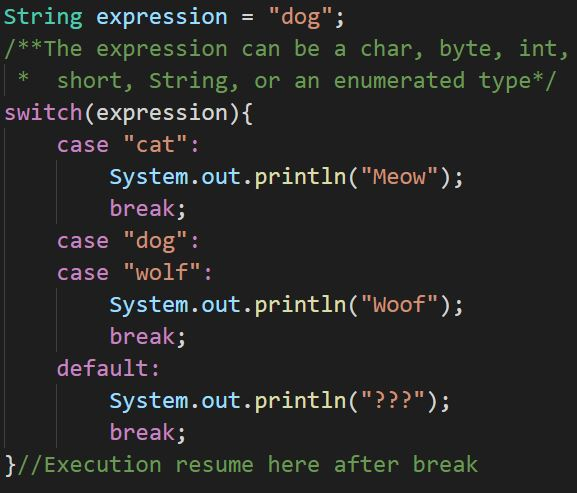 String expression = "dog";
/**The expression can be a char, byte, int,
 *  short, String, or an enumerated type*/
switch(expression){
    case "cat":
        System.out.println("Meow");
        break;
    case "dog":
    case "wolf":
        System.out.println("Woof");
        break;
    default:
        System.out.println("???");
        break;
}//Execution resume here after break